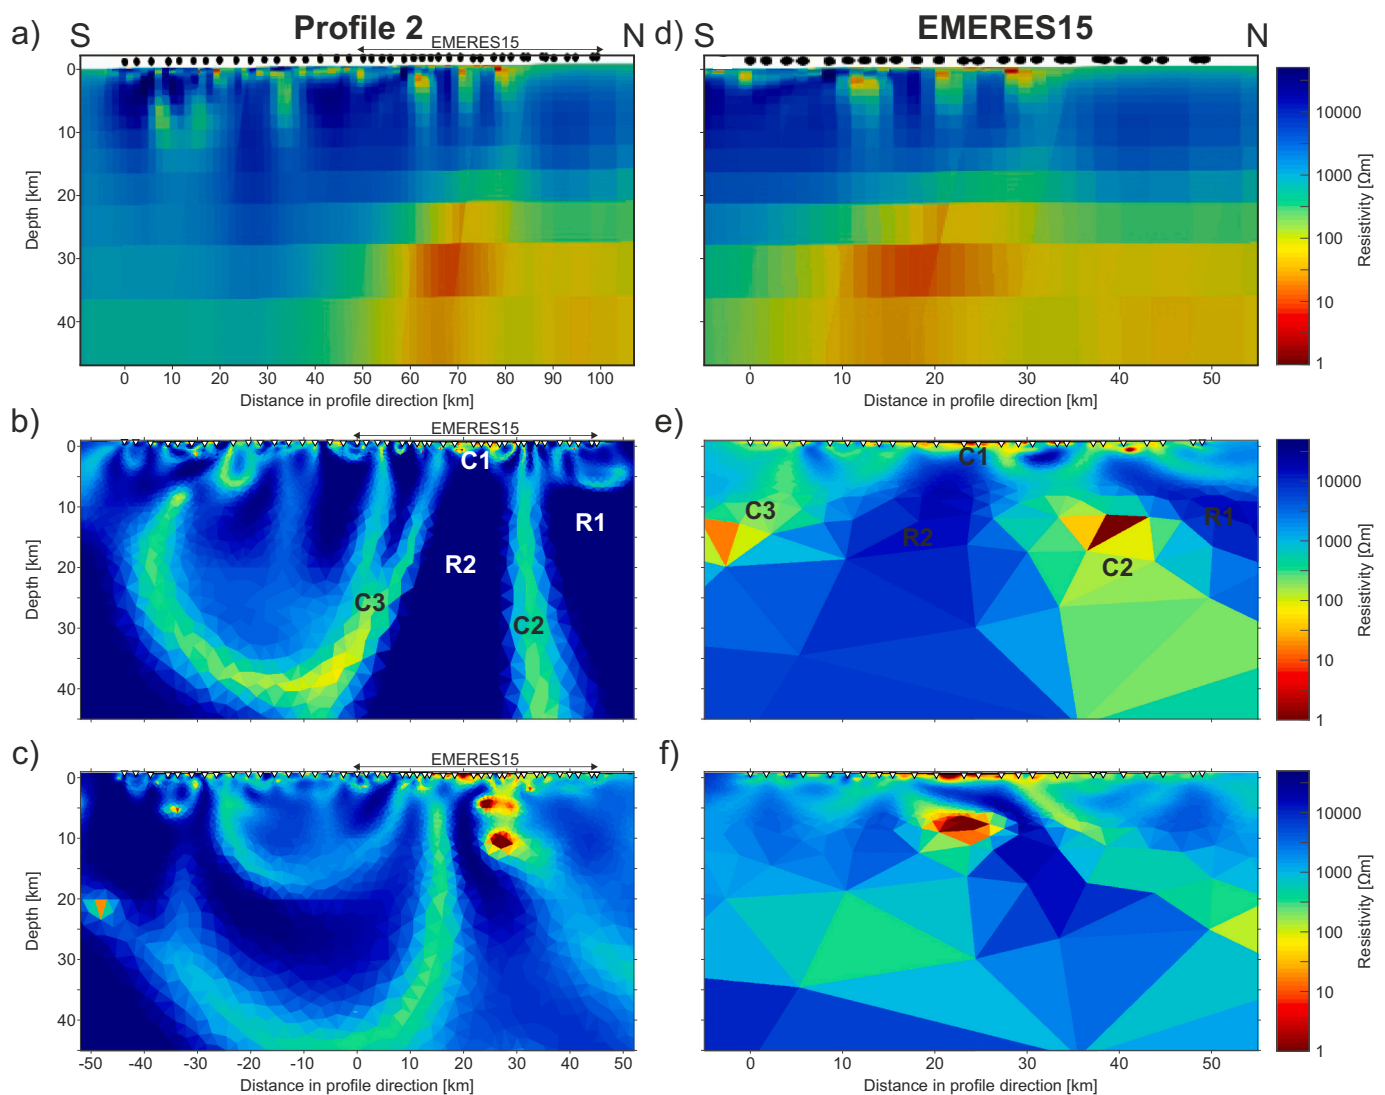 a) S Profile 2 N
EMERES15
d) S EMERES15 N
0
10
20
30
40
Depth [km]
0 10 20 30 40 50 60 70 80 90 100
Distance in profile direction [km]
0 10 20 30 40 50
Distance in profile direction [km]
10000
1000
100
10
1
Resistivity [Ωm]
b)
EMERES15
0
10
20
30
40
Depth [km]
C1
R1
R2
C3
C2
e)
C1
C3
R1
R2
C2
10000
1000
100
10
1
Resistivity [Ωm]
c)
EMERES15
0
10
20
30
40
Depth [km]
-50 -40 -30 -20 -10 0 10 20 30 40 50
Distance in profile direction [km]
f)
0 10 20 30 40 50
Distance in profile direction [km]
10000
1000
100
10
1
Resistivity [Ωm]